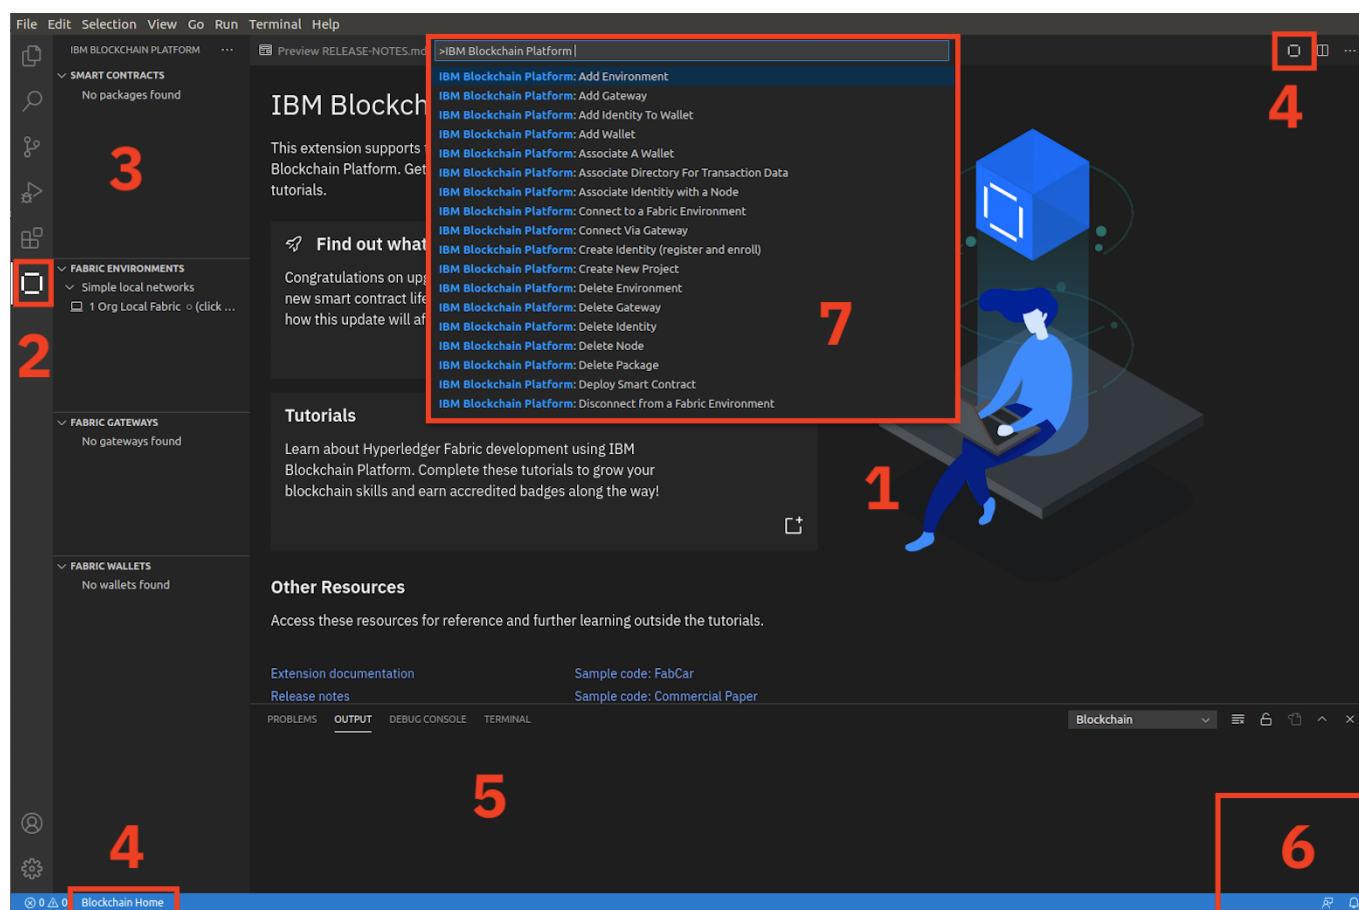 File Edit Selection View Go Run Terminal Help
IBM BLOCKCHAIN PLATFORM ···
Preview RELEASE-NOTES.md
>IBM Blockchain Platform
4
SMART CONTRACTS
No packages found
3
FABRIC ENVIRONMENTS
Simple local networks
1 Org Local Fabric ○ (click ...
2
FABRIC GATEWAYS
No gateways found
FABRIC WALLETS
No wallets found
IBM Blockch
This extension supports
Blockchain Platform. Get
tutorials.
Find out what
Congratulations on upg
new smart contract life
how this update will af
IBM Blockchain Platform: Add Environment
IBM Blockchain Platform: Add Gateway
IBM Blockchain Platform: Add Identity To Wallet
IBM Blockchain Platform: Add Wallet
IBM Blockchain Platform: Associate A Wallet
IBM Blockchain Platform: Associate Directory For Transaction Data
IBM Blockchain Platform: Associate Identitiy with a Node
IBM Blockchain Platform: Connect to a Fabric Environment
IBM Blockchain Platform: Connect Via Gateway
IBM Blockchain Platform: Create Identity (register and enroll)
IBM Blockchain Platform: Create New Project
IBM Blockchain Platform: Delete Environment
IBM Blockchain Platform: Delete Gateway
IBM Blockchain Platform: Delete Identity
IBM Blockchain Platform: Delete Node
IBM Blockchain Platform: Delete Package
IBM Blockchain Platform: Deploy Smart Contract
IBM Blockchain Platform: Disconnect from a Fabric Environment
7
Tutorials
Learn about Hyperledger Fabric development using IBM
Blockchain Platform. Complete these tutorials to grow your
blockchain skills and earn accredited badges along the way!
1
Other Resources
Access these resources for reference and further learning outside the tutorials.
Extension documentation Sample code: FabCar
Release notes Sample code: Commercial Paper
PROBLEMS OUTPUT DEBUG CONSOLE TERMINAL Blockchain
5
6
4
0 0 Blockchain Home